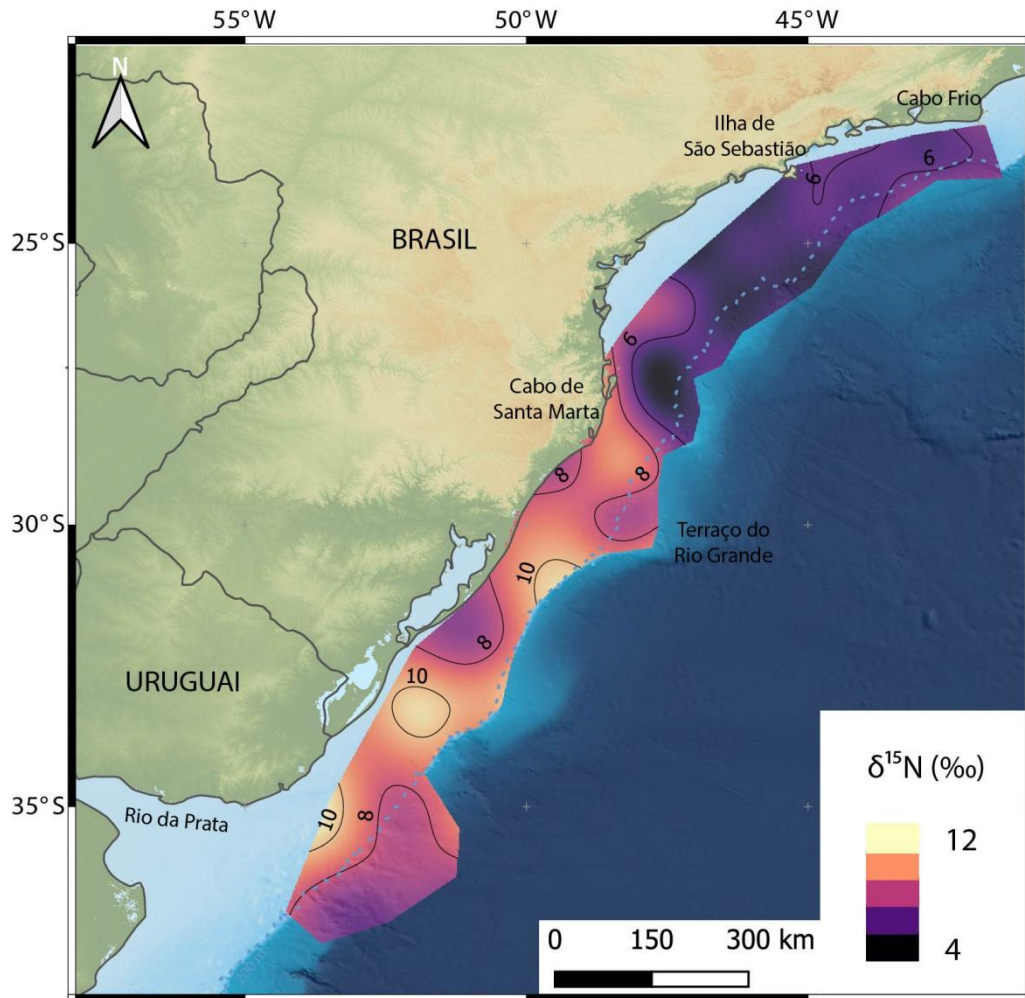 55°W
50°W
45°W
N
Cabo Frio
Ilha de
São Sebastião
6
6
25°S
BRASIL
6
Cabo de
Santa Marta
8
8
30°S
Terraço do
Rio Grande
10
8
10
URUGUAI
δ¹⁵N (‰)
35°S
Rio da Prata
10
8
12
4
0
150
300 km